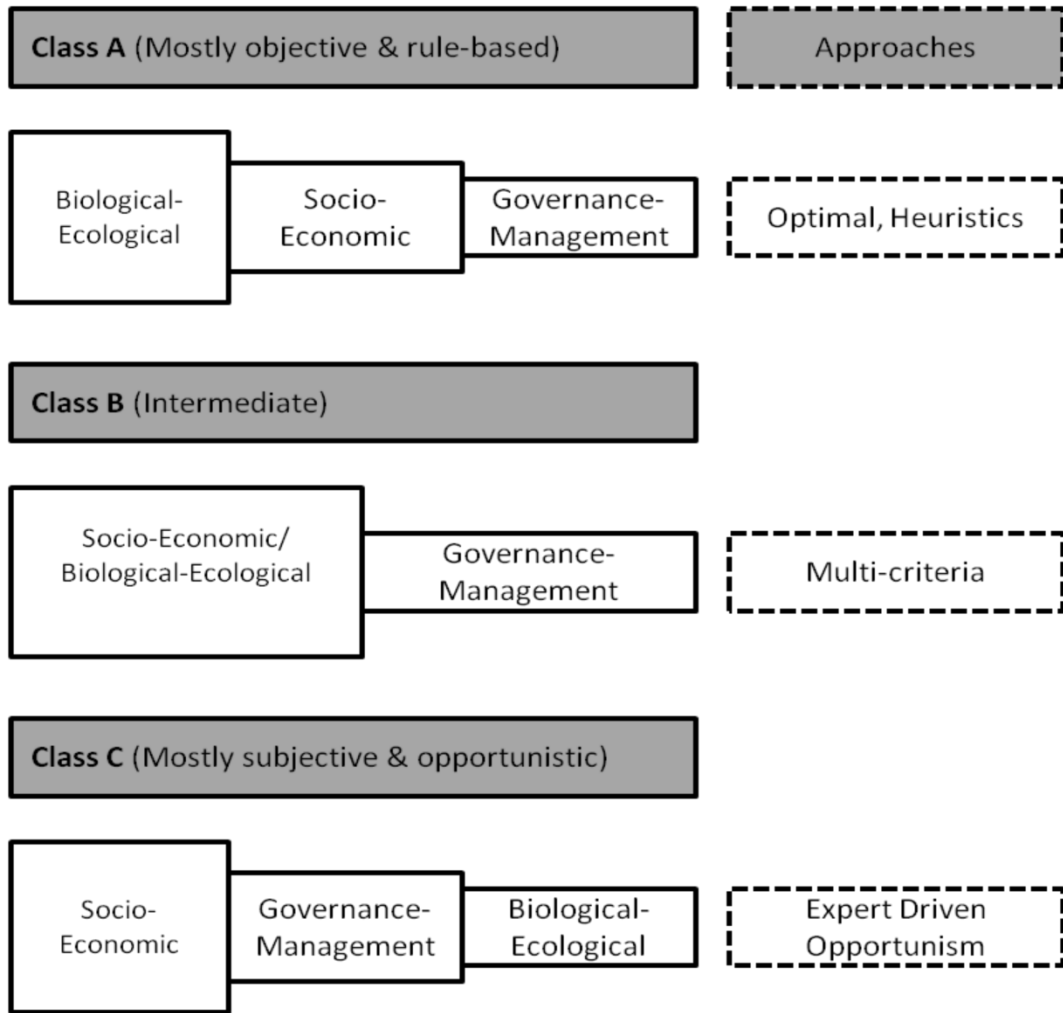 Class A (Mostly objective & rule-based)
Approaches
Biological-
Ecological
Socio-
Economic
Governance-
Management
Optimal, Heuristics
Class B (Intermediate)
Socio-Economic/
Biological-Ecological
Governance-
Management
Multi-criteria
Class C (Mostly subjective & opportunistic)
Socio-
Economic
Governance-
Management
Biological-
Ecological
Expert Driven
Opportunism